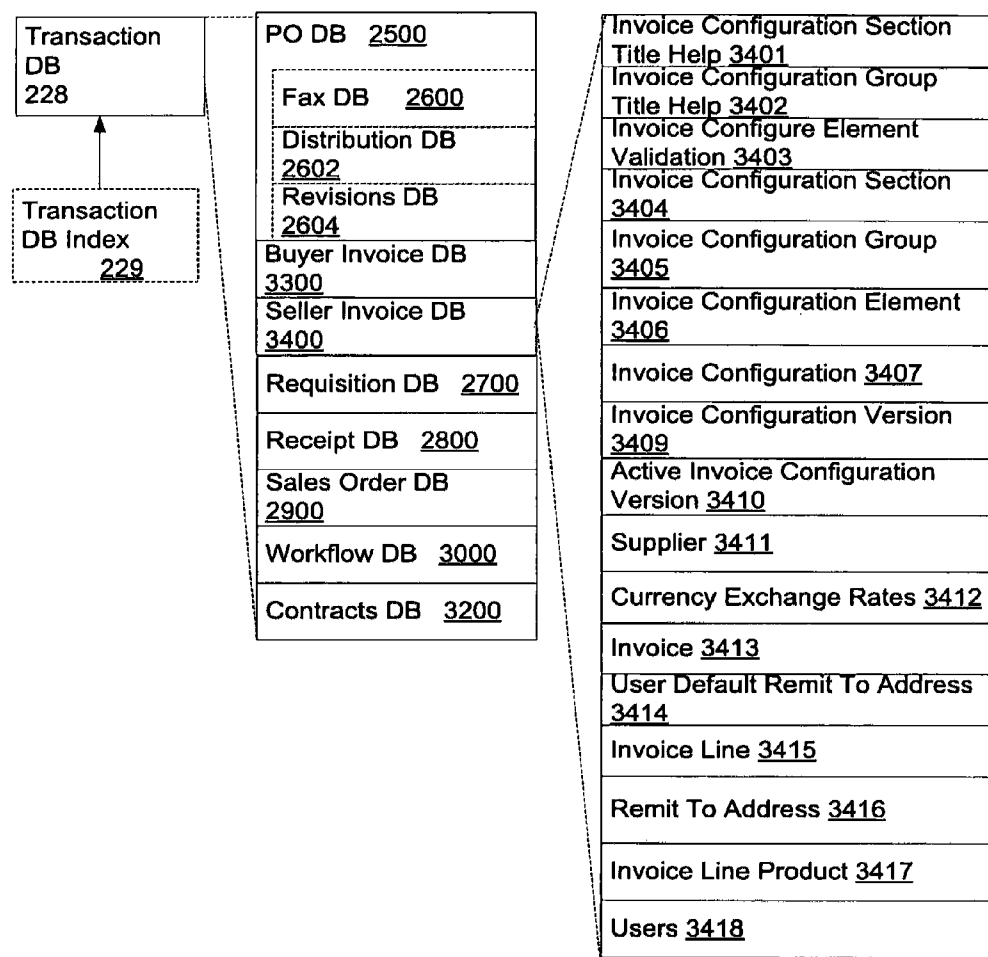 Transaction
DB
228
Transaction
DB Index
229
PO DB 2500
Fax DB 2600
Distribution DB
2602
Revisions DB
2604
Buyer Invoice DB
3300
Seller Invoice DB
3400
Requisition DB 2700
Receipt DB 2800
Sales Order DB
2900
Workflow DB 3000
Contracts DB 3200
Invoice Configuration Section
Title Help 3401
Invoice Configuration Group
Title Help 3402
Invoice Configure Element
Validation 3403
Invoice Configuration Section
3404
Invoice Configuration Group
3405
Invoice Configuration Element
3406
Invoice Configuration 3407
Invoice Configuration Version
3409
Active Invoice Configuration
Version 3410
Supplier 3411
Currency Exchange Rates 3412
Invoice 3413
User Default Remit To Address
3414
Invoice Line 3415
Remit To Address 3416
Invoice Line Product 3417
Users 3418